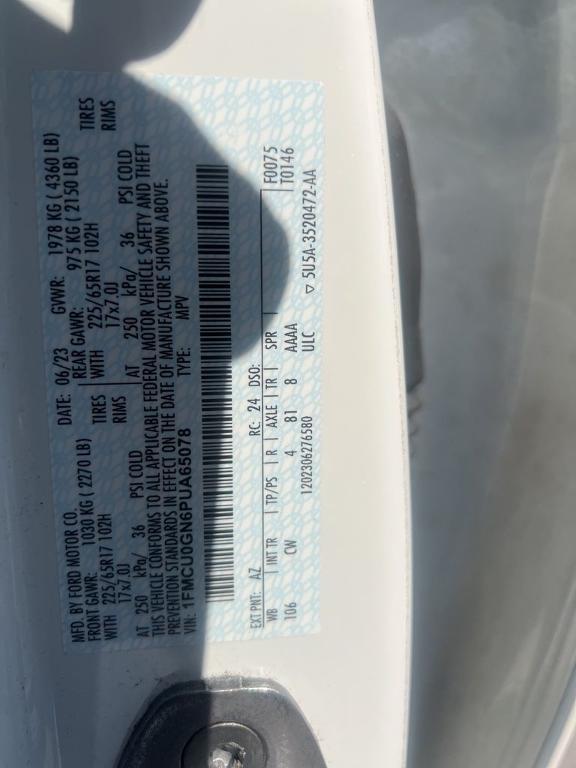 MFD. BY FORD MOTOR CO. DATE: 06/23 GVWR: 1978 KG ( 4360 LB)
FRONT GAWR: 1030 KG ( 2270 LB) REAR GAWR: 975 KG ( 2150 LB)
WITH 225/65R17 102H TIRES WITH 225/65R17 102H TIRES
17x7.0J RIMS 17x7.0J RIMS
AT 250 kPa/ 36 PSI COLD AT 250 kPa/ 36 PSI COLD
THIS VEHICLE CONFORMS TO ALL APPLICABLE FEDERAL MOTOR VEHICLE SAFETY AND THEFT
PREVENTION STANDARDS IN EFFECT ON THE DATE OF MANUFACTURE SHOWN ABOVE.
VIN: 1FMCU0GN6PUA65078 TYPE: MPV
F0075
T0146
EXT PNT: AZ RC: 24 DSO:
WB INT TR TP/PS R AXLE TR SPR
106 CW 4 81 8 AAAA
ULC
1202306276580 ▽ 5U5A-3520472-AA